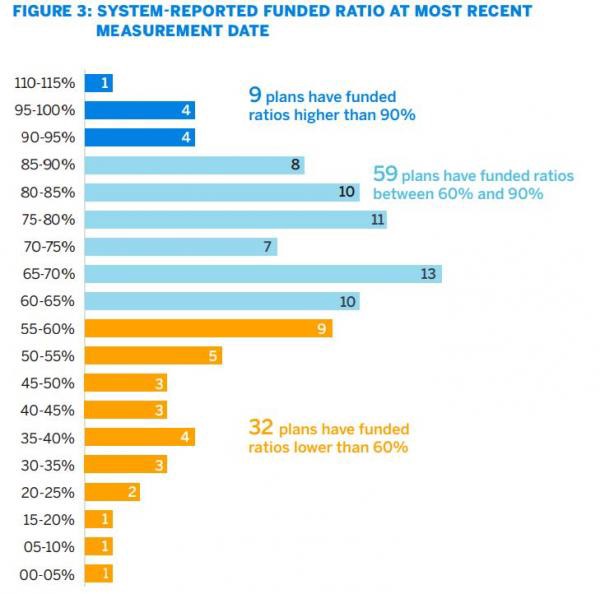 FIGURE 3: SYSTEM-REPORTED FUNDED RATIO AT MOST RECENT
MEASUREMENT DATE
110-115% 1
95-100% 4
90-95% 4
9 plans have funded
ratios higher than 90%
85-90% 8
80-85% 10
75-80% 11
70-75% 7
65-70% 13
60-65% 10
59 plans have funded ratios
between 60% and 90%
55-60% 9
50-55% 5
45-50% 3
40-45% 3
35-40% 4
30-35% 3
20-25% 2
15-20% 1
05-10% 1
00-05% 1
32 plans have funded
ratios lower than 60%